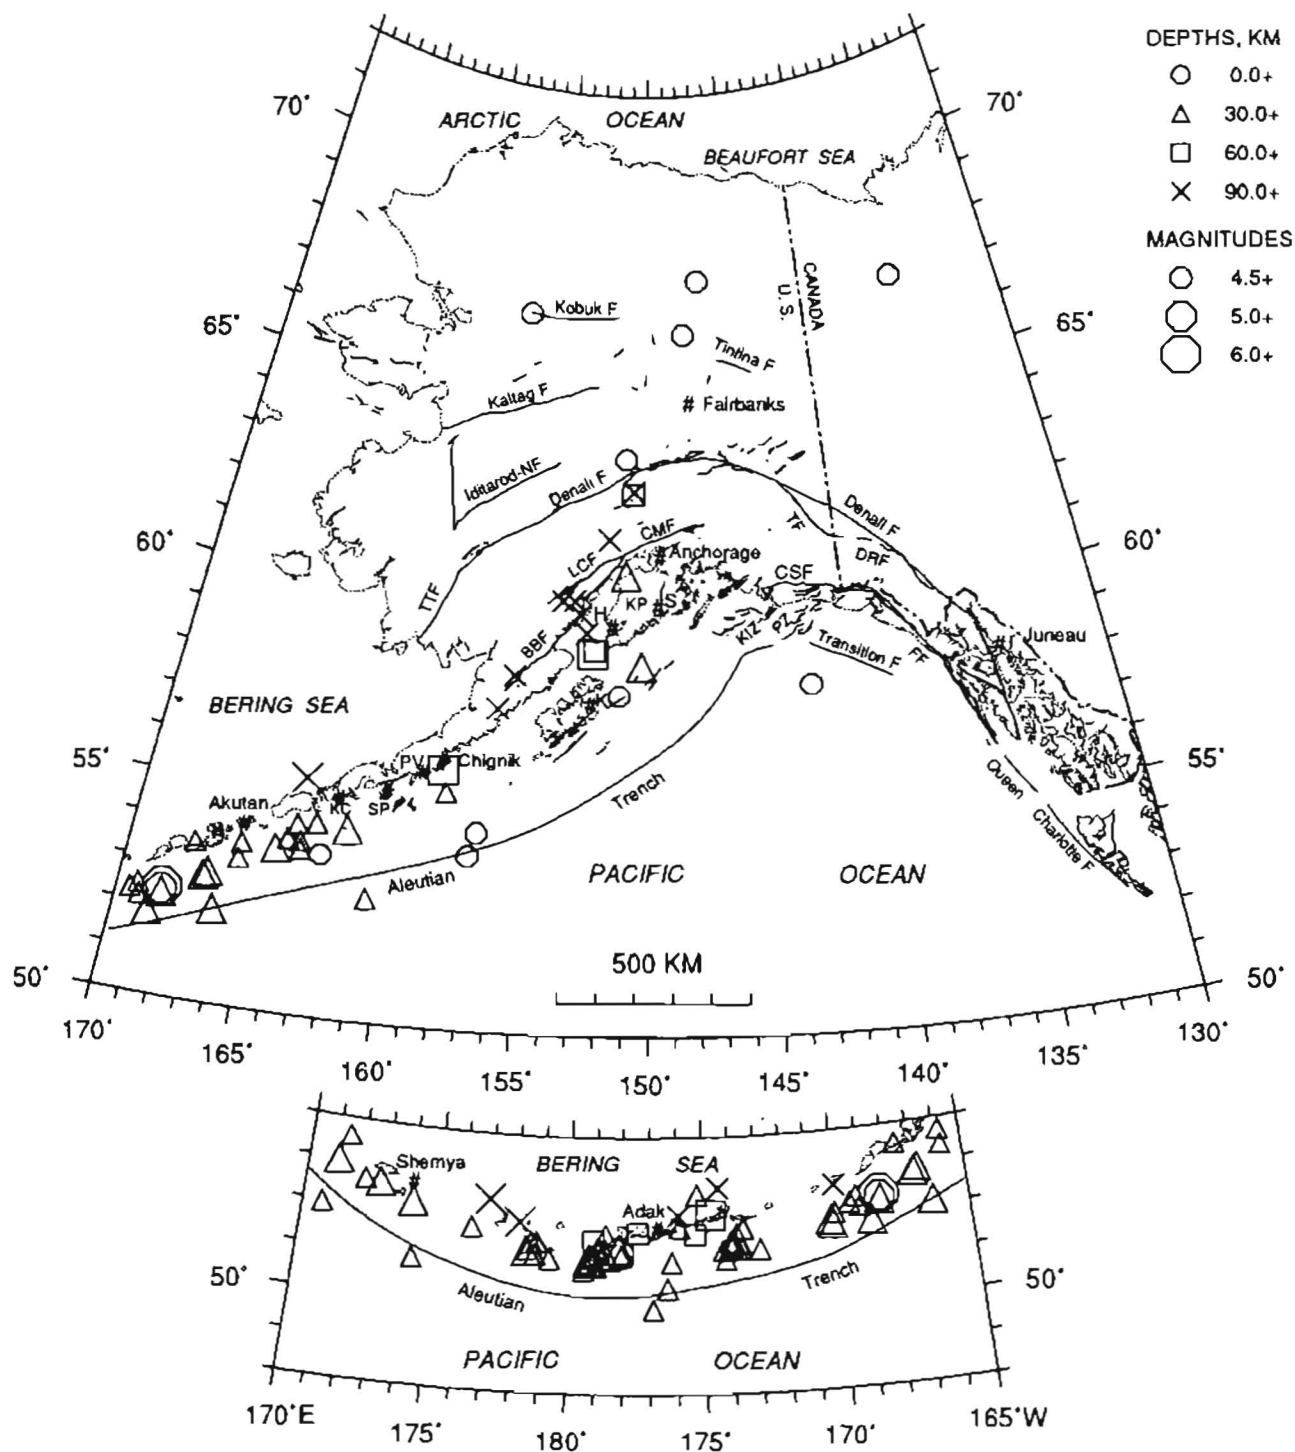 DEPTHS, KM
0.0+
30.0+
60.0+
90.0+
MAGNITUDES
4.5+
5.0+
6.0+
70°
70°
ARCTIC OCEAN
BEAUFORT SEA
CANADA
U.S.
Kobuk F
65°
65°
Tintina F
Kaltag F
# Fairbanks
Iditarod-NF
Denali F
Denali F
60°
60°
CMF
LCF
#Anchorage
TF
DRF
CSF
TTF
KP
S
H
#
BBF
KIZ
PZ
Transition F
FF
# Juneau
BERING SEA
55°
55°
PV
Chignik
Akutan
KC
SP
Trench
Queen Charlotte F
Aleutian
PACIFIC OCEAN
500 KM
50°
50°
170°
165°
160°
155°
150°
145°
140°
135°
130°
Shemya
#
BERING SEA
Adak
50°
50°
Aleutian
Trench
PACIFIC OCEAN
170°E
175°
180°
175°
170°
165°W